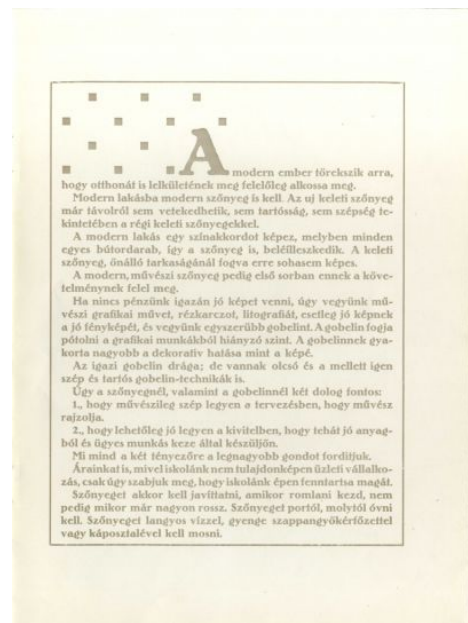 A modern ember törekszik arra,
hogy otthonát is lelkületének meg felelőleg alkossa meg.
Modern lakásba modern szőnyeg is kell. Az uj keleti szőnyeg
már távolról sem vetekedhetik, sem tartósság, sem szépség te-
kintetében a régi keleti szőnyegekkel.
A modern lakás egy színakkordot képez, melyben minden
egyes bútordarab, így a szőnyeg is, beléilleszkedik. A keleti
szőnyeg, önálló tarkaságánál fogva erre sohasem képes.
A modern, művészi szőnyeg pedig első sorban ennek a köve-
telménynek felel meg.
Ha nincs pénzünk igazán jó képet venni, úgy vegyünk mű-
vészi grafikai művet, rézkarczot, litografiát, esetleg jó képnek
a jó fényképét, és vegyünk egyszerűbb gobelint. A gobelin fogja
pótolni a grafikai munkákból hiányzó szint. A gobelinnek gya-
korta nagyobb a dekorativ hatása mint a képé.
Az igazi gobelin drága; de vannak olcsó és a mellett igen
szép és tartós gobelin-technikák is.
Úgy a szőnyegnél, valamint a gobelinnél két dolog fontos:
1., hogy művészileg szép legyen a tervezésben, hogy művész
rajzolja.
2., hogy lehetőleg jó legyen a kivitelben, hogy tehát jó anyag-
ból és ügyes munkás keze által készüljön.
Mi mind a két tényezőre a legnagyobb gondot fordítjuk.
Árainkat is, mivel iskolánk nem tulajdonképen üzleti vállalko-
zás, csak úgy szabjuk meg, hogy iskolánk épen fenntartsa magát.
Szőnyeget akkor kell javíttatni, amikor romlani kezd, nem
pedig mikor már nagyon rossz. Szőnyeget portól, molytól óvni
kell. Szőnyeget langyos vízzel, gyenge szappangyökérfőzettel
vagy káposztalével kell mosni.